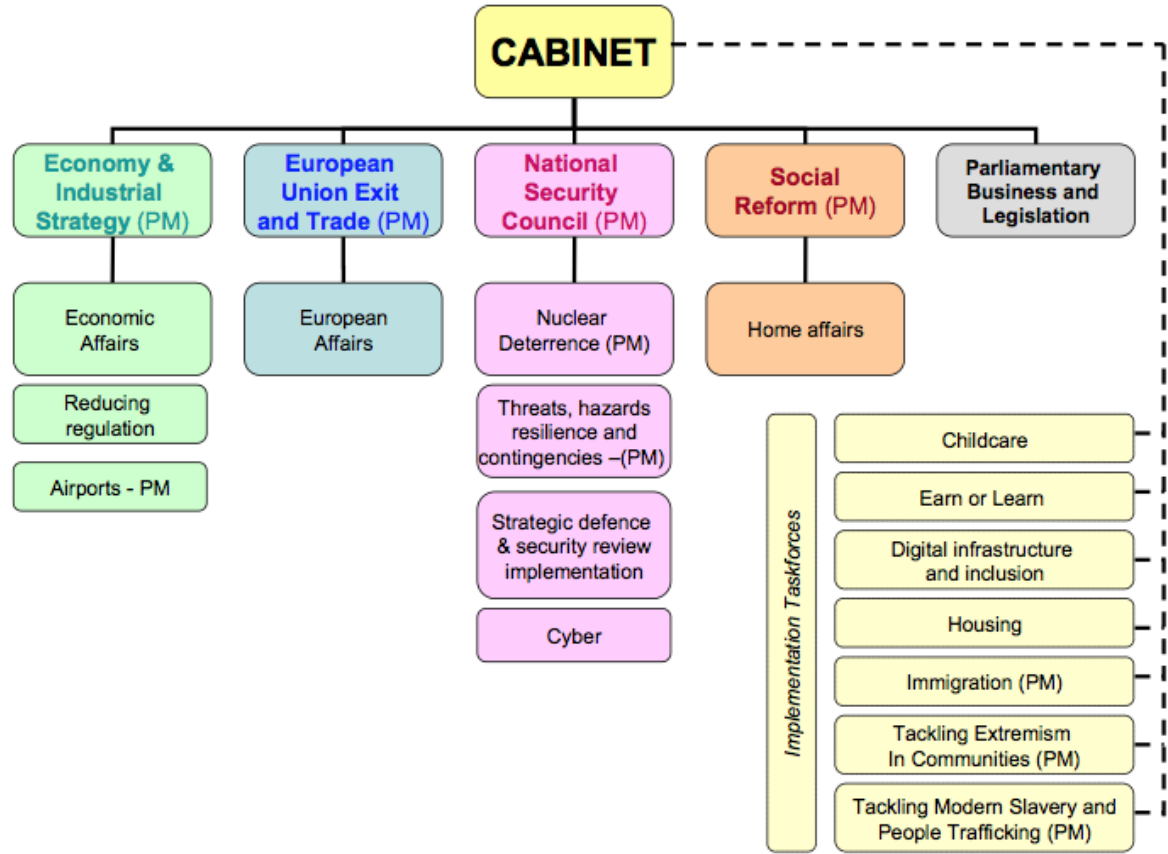 CABINET
Economy &
Industrial
Strategy (PM)
European
Union Exit
and Trade (PM)
National
Security
Council (PM)
Social
Reform (PM)
Parliamentary
Business and
Legislation
Economic
Affairs
European
Affairs
Nuclear
Deterrence (PM)
Home affairs
Reducing
regulation
Threats, hazards
resilience and
contingencies –(PM)
Airports - PM
Strategic defence
& security review
implementation
Cyber
Implementation Taskforces
Childcare
Earn or Learn
Digital infrastructure
and inclusion
Housing
Immigration (PM)
Tackling Extremism
In Communities (PM)
Tackling Modern Slavery and
People Trafficking (PM)